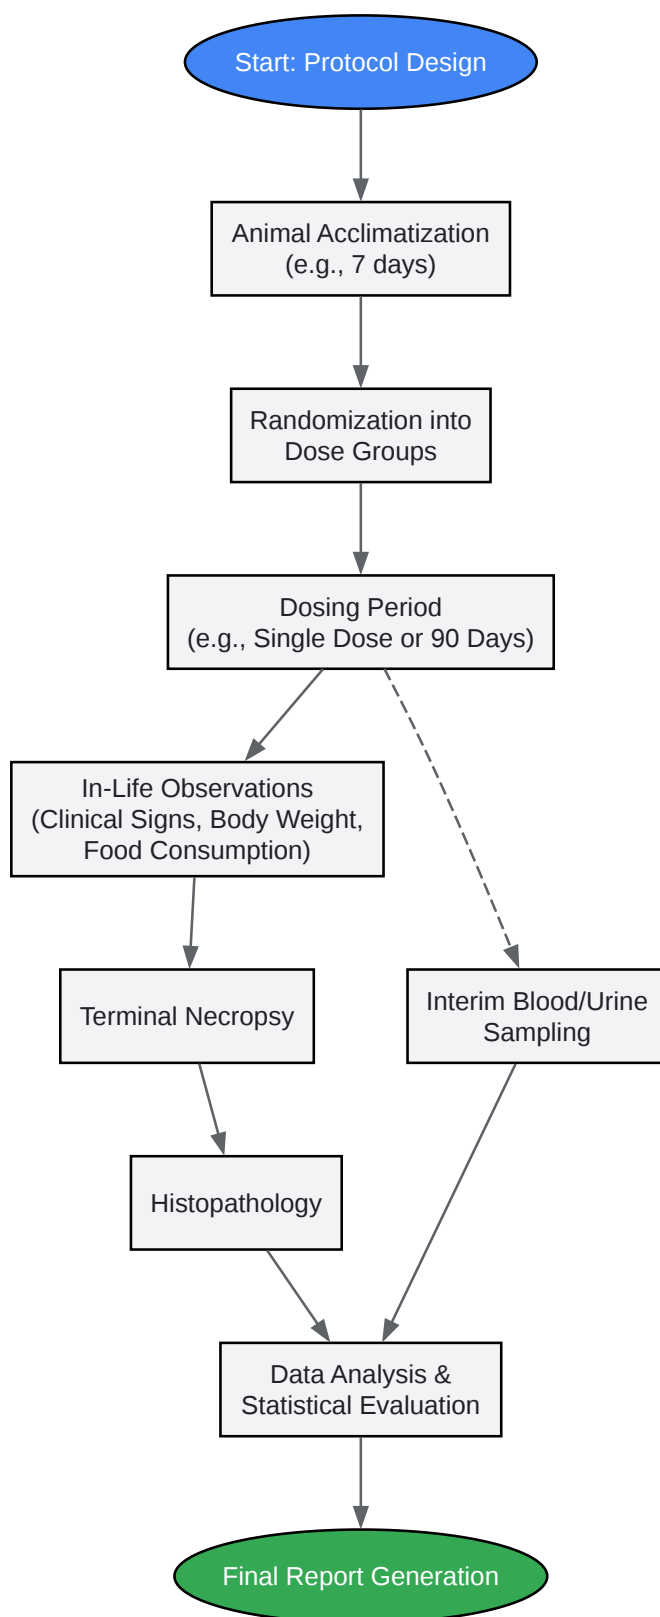 Start: Protocol Design
Animal Acclimatization
(e.g., 7 days)
Randomization into
Dose Groups
Dosing Period
(e.g., Single Dose or 90 Days)
In-Life Observations
(Clinical Signs, Body Weight,
Food Consumption)
Terminal Necropsy
Interim Blood/Urine
Sampling
Histopathology
Data Analysis &
Statistical Evaluation
Final Report Generation